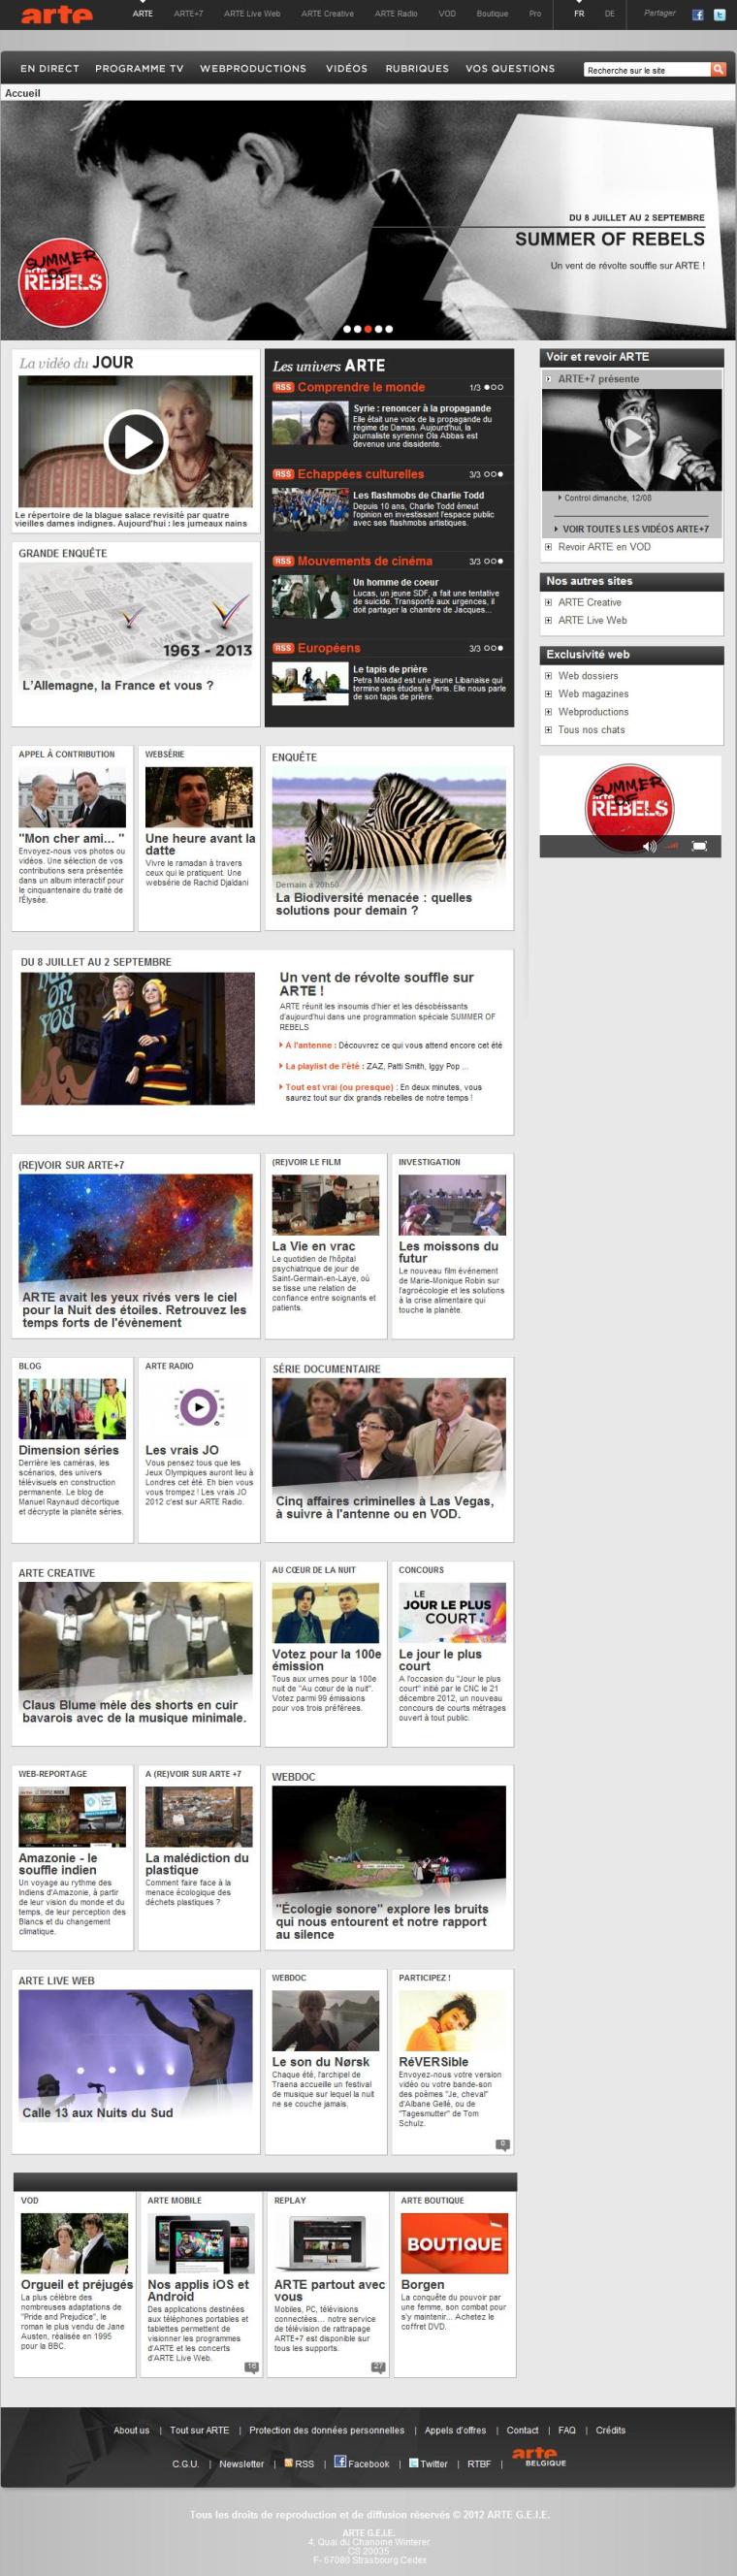 arte ARTE ARTE+7 ARTE Live Web ARTE Creative ARTE Radio VOD Boutique Pro FR DE Partager
EN DIRECT PROGRAMME TV WEBPRODUCTIONS VIDÉOS RUBRIQUES VOS QUESTIONS Recherche sur le site
Accueil
DU 8 JUILLET AU 2 SEPTEMBRE
SUMMER OF REBELS
Un vent de révolte souffle sur ARTE !
arte
SUMMER
OF
REBELS
La vidéo du JOUR
Le répertoire de la blague salace revisité par quatre
vieilles dames indignes. Aujourd'hui : les jumeaux nains
GRANDE ENQUÊTE
1963 - 2013
L'Allemagne, la France et vous ?
Les univers ARTE
RSS Comprendre le monde 1/3
Syrie : renoncer à la propagande
Elle était une voix de la propagande du
régime de Damas. Aujourd'hui, la
journaliste syrienne Ola Abbas est
devenue une dissidente.
RSS Echappées culturelles 3/3
Les flashmobs de Charlie Todd
Depuis 10 ans, Charlie Todd émeut
l'opinion en investissant l'espace public
avec ses flashmobs artistiques.
RSS Mouvements de cinéma 3/3
Un homme de coeur
Lucas, un jeune SDF, a fait une tentative
de suicide. Transporté aux urgences, il
doit partager la chambre de Jacques...
RSS Européens 3/3
Le tapis de prière
Petra Mokdad est une jeune Libanaise qui
termine ses études à Paris. Elle nous parle
de son tapis de prière.
Voir et revoir ARTE
ARTE+7 présente
Control dimanche, 12/08
VOIR TOUTES LES VIDÉOS ARTE+7
Revoir ARTE en VOD
Nos autres sites
ARTE Creative
ARTE Live Web
Exclusivité web
Web dossiers
Web magazines
Webproductions
Tous nos chats
arte
SUMMER
OF
REBELS
APPEL À CONTRIBUTION
"Mon cher ami... "
Envoyez-nous vos photos ou
vidéos. Une sélection de vos
contributions sera présentée
dans un album interactif pour
le cinquantenaire du traité de
l'Élysée.
WEBSÉRIE
Une heure avant la
datte
Vivre le ramadan à travers
ceux qui le pratiquent. Une
websérie de Rachid Djaïdani
ENQUÊTE
Demain à 20h50
La Biodiversité menacée : quelles
solutions pour demain ?
DU 8 JUILLET AU 2 SEPTEMBRE
ON
YOU
Un vent de révolte souffle sur
ARTE !
ARTE réunit les insoumis d'hier et les désobéissants
d'aujourd'hui dans une programmation spéciale SUMMER OF
REBELS
A l'antenne : Découvrez ce qui vous attend encore cet été
La playlist de l'été : ZAZ, Patti Smith, Iggy Pop ...
Tout est vrai (ou presque) : En deux minutes, vous
saurez tout sur dix grands rebelles de notre temps !
(RE)VOIR SUR ARTE+7
ARTE avait les yeux rivés vers le ciel
pour la Nuit des étoiles. Retrouvez les
temps forts de l'évènement
(RE)VOIR LE FILM
La Vie en vrac
Le quotidien de l'hôpital
psychiatrique de jour de
Saint-Germain-en-Laye, où
se tisse une relation de
confiance entre soignants et
patients.
INVESTIGATION
Les moissons du
futur
Le nouveau film événement
de Marie-Monique Robin sur
l'agroécologie et les solutions
à la crise alimentaire qui
touche la planète.
BLOG
Dimension séries
Derrière les caméras, les
scénarios, des univers
télévisuels en construction
permanente. Le blog de
Manuel Raynaud décortique
et décrypte la planète séries.
ARTE RADIO
Les vrais JO
Vous pensez tous que les
Jeux Olympiques auront lieu à
Londres cet été. Eh bien vous
vous trompez ! Les vrais JO
2012 c'est sur ARTE Radio.
SÉRIE DOCUMENTAIRE
Cinq affaires criminelles à Las Vegas,
à suivre à l'antenne ou en VOD.
ARTE CREATIVE
Claus Blume mèle des shorts en cuir
bavarois avec de la musique minimale.
AU CŒUR DE LA NUIT
Votez pour la 100e
émission
Tous aux urnes pour la 100e
nuit de "Au cœur de la nuit".
Votez parmi 99 émissions
pour vos trois préférees.
CONCOURS
LE
JOUR LE PLUS
COURT
Le jour le plus
court
A l'occasion du "Jour le plus
court" initié par le CNC le 21
décembre 2012, un nouveau
concours de courts métrages
ouvert à tout public.
WEB-REPORTAGE
Amazonie - le
souffle indien
Un voyage au rythme des
Indiens d'Amazonie, à partir
de leur vision du monde et du
temps, de leur perception des
Blancs et du changement
climatique.
A (RE)VOIR SUR ARTE +7
La malédiction du
plastique
Comment faire face à la
menace écologique des
déchets plastiques ?
WEBDOC
"Écologie sonore" explore les bruits
qui nous entourent et notre rapport
au silence
ARTE LIVE WEB
Calle 13 aux Nuits du Sud
WEBDOC
Le son du Nørsk
Chaque été, l'archipel de
Traena accueille un festival
de musique sur lequel la nuit
ne se couche jamais.
PARTICIPEZ !
RéVERSible
Envoyez-nous votre version
vidéo ou votre bande-son
des poèmes "Je, cheval"
d'Albane Gellé, ou de
"Tagesmutter" de Tom
Schulz.
0
VOD
Orgueil et préjugés
La plus célèbre des
nombreuses adaptations de
"Pride and Prejudice", le
roman le plus vendu de Jane
Austen, réalisée en 1995
pour la BBC.
ARTE MOBILE
Nos applis iOS et
Android
Des applications destinées
aux téléphones portables et
tablettes permettent de
visionner les programmes
d'ARTE et les concerts
d'ARTE Live Web.
16
REPLAY
ARTE partout avec
vous
Mobiles, PC, télévisions
connectées... notre service
de télévision de rattrapage
ARTE+7 est disponible sur
tous les supports.
27
ARTE BOUTIQUE
BOUTIQUE
Borgen
La conquête du pouvoir par
une femme, son combat pour
s'y maintenir... Achetez le
coffret DVD.
About us | Tout sur ARTE | Protection des données personnelles | Appels d'offres | Contact | FAQ | Crédits
C.G.U. | Newsletter | RSS | Facebook | Twitter | RTBF | arte BELGIQUE
Tous les droits de reproduction et de diffusion réservés © 2012 ARTE G.E.I.E.
ARTE G.E.I.E.
4, Quai du Chanoine Winterer
CS 20035
F- 67080 Strasbourg Cedex